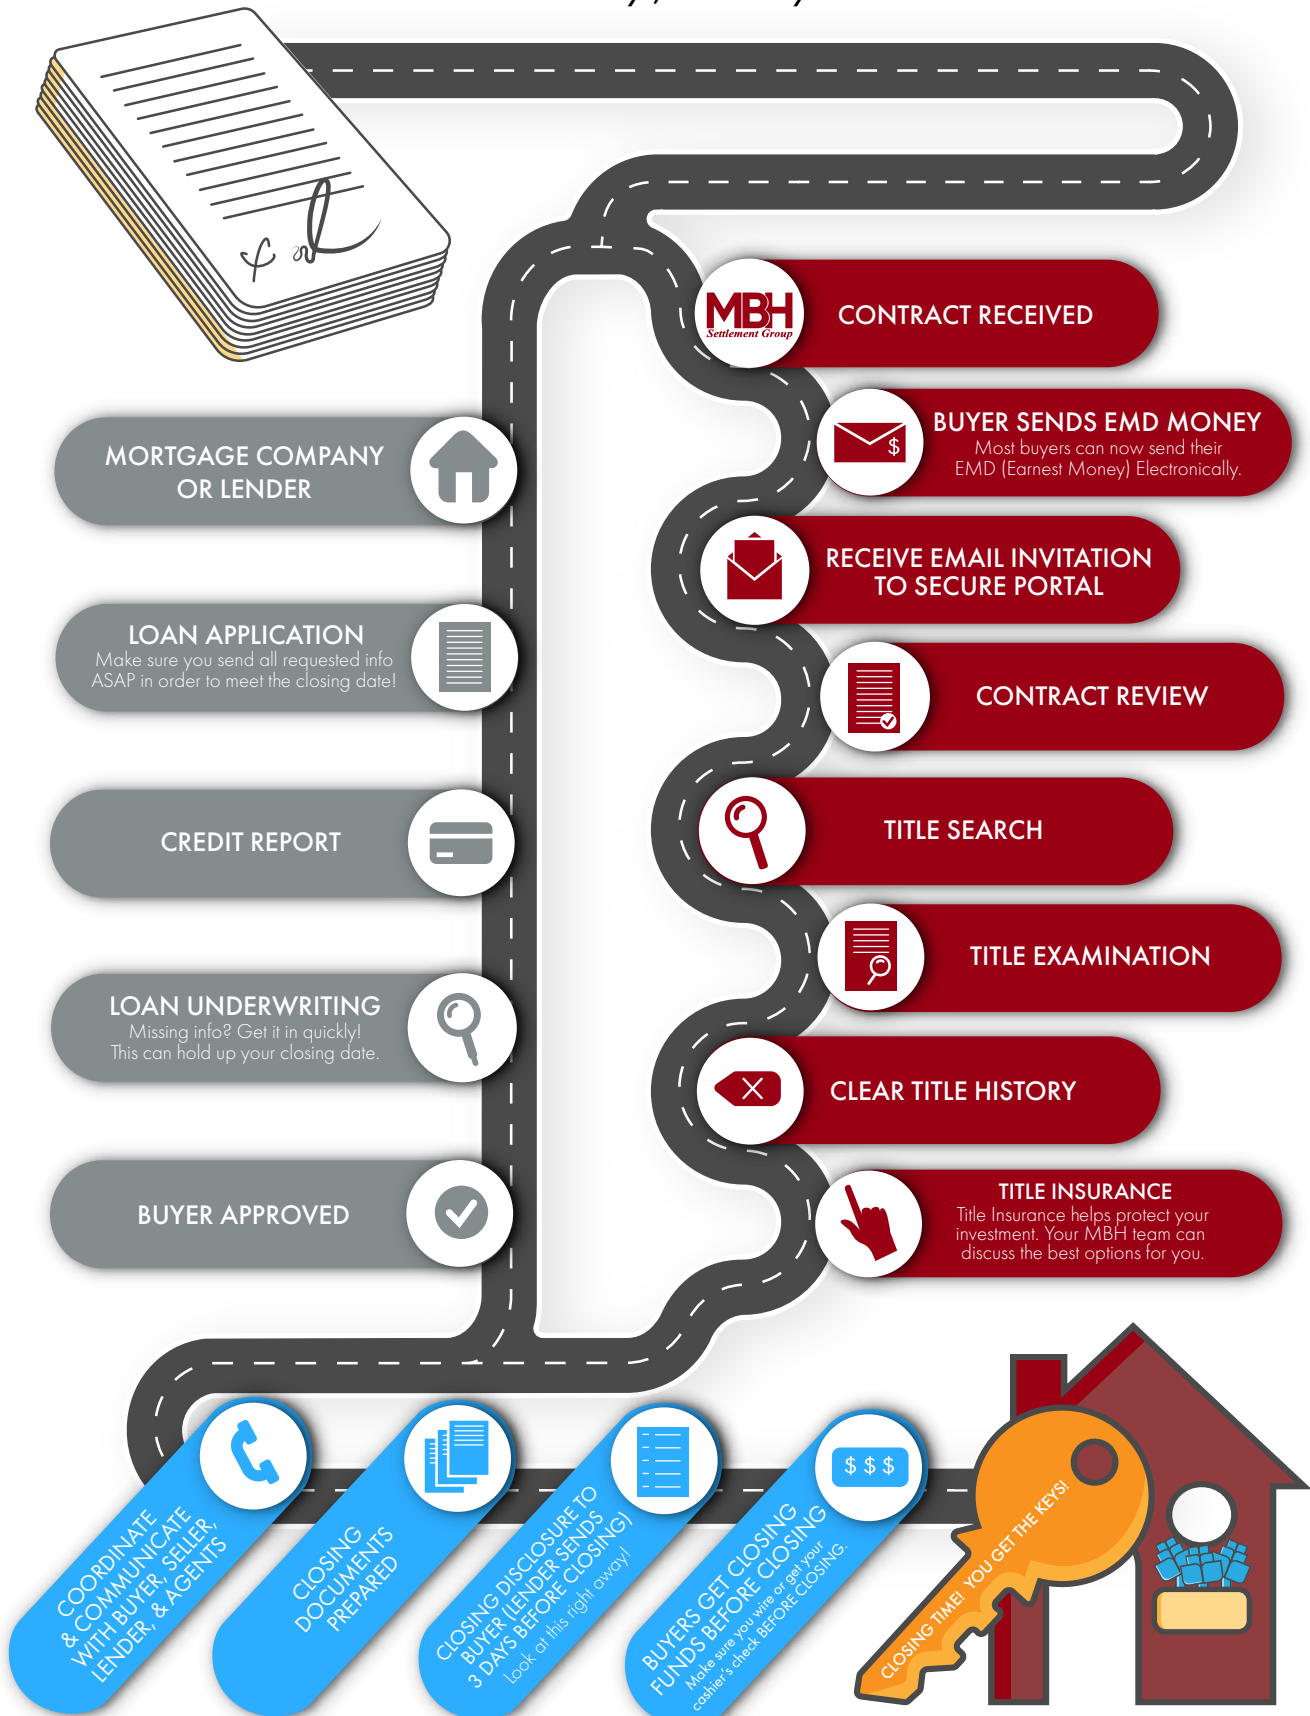 MBH
Settlement Group
CONTRACT RECEIVED
BUYER SENDS EMD MONEY
Most buyers can now send their
EMD (Earnest Money) Electronically.
RECEIVE EMAIL INVITATION
TO SECURE PORTAL
CONTRACT REVIEW
TITLE SEARCH
TITLE EXAMINATION
CLEAR TITLE HISTORY
TITLE INSURANCE
Title Insurance helps protect your
investment. Your MBH team can
discuss the best options for you.
MORTGAGE COMPANY
OR LENDER
LOAN APPLICATION
Make sure you send all requested info
ASAP in order to meet the closing date!
CREDIT REPORT
LOAN UNDERWRITING
Missing info? Get it in quickly!
This can hold up your closing date.
BUYER APPROVED
COORDINATE
& COMMUNICATE
WITH BUYER, SELLER,
LENDER, & AGENTS
CLOSING
DOCUMENTS
PREPARED
CLOSING DISCLOSURE TO
BUYER (LENDER SENDS
3 DAYS BEFORE CLOSING)
Look at this right away!
$ $ $
BUYERS GET CLOSING
FUNDS BEFORE CLOSING
Make sure you wire or get your
cashier's check BEFORE CLOSING.
CLOSING TIME! YOU GET THE KEYS!